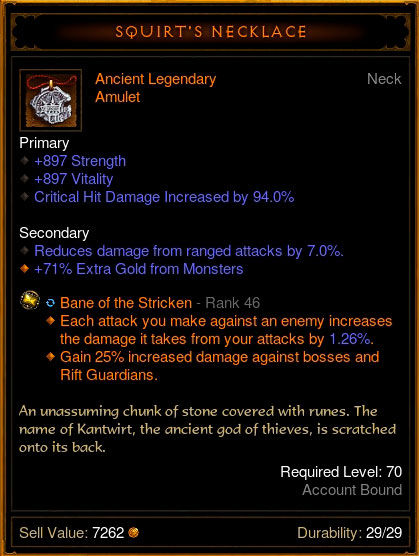 SQUIRT'S NECKLACE
Ancient Legendary Neck
Amulet
Primary
+897 Strength
+897 Vitality
Critical Hit Damage Increased by 94.0%
Secondary
Reduces damage from ranged attacks by 7.0%.
+71% Extra Gold from Monsters
Bane of the Stricken - Rank 46
Each attack you make against an enemy increases
the damage it takes from your attacks by 1.26%.
Gain 25% increased damage against bosses and
Rift Guardians.
An unassuming chunk of stone covered with runes. The
name of Kantwirt, the ancient god of thieves, is scratched
onto its back.
Required Level: 70
Account Bound
Sell Value: 7262 Durability: 29/29